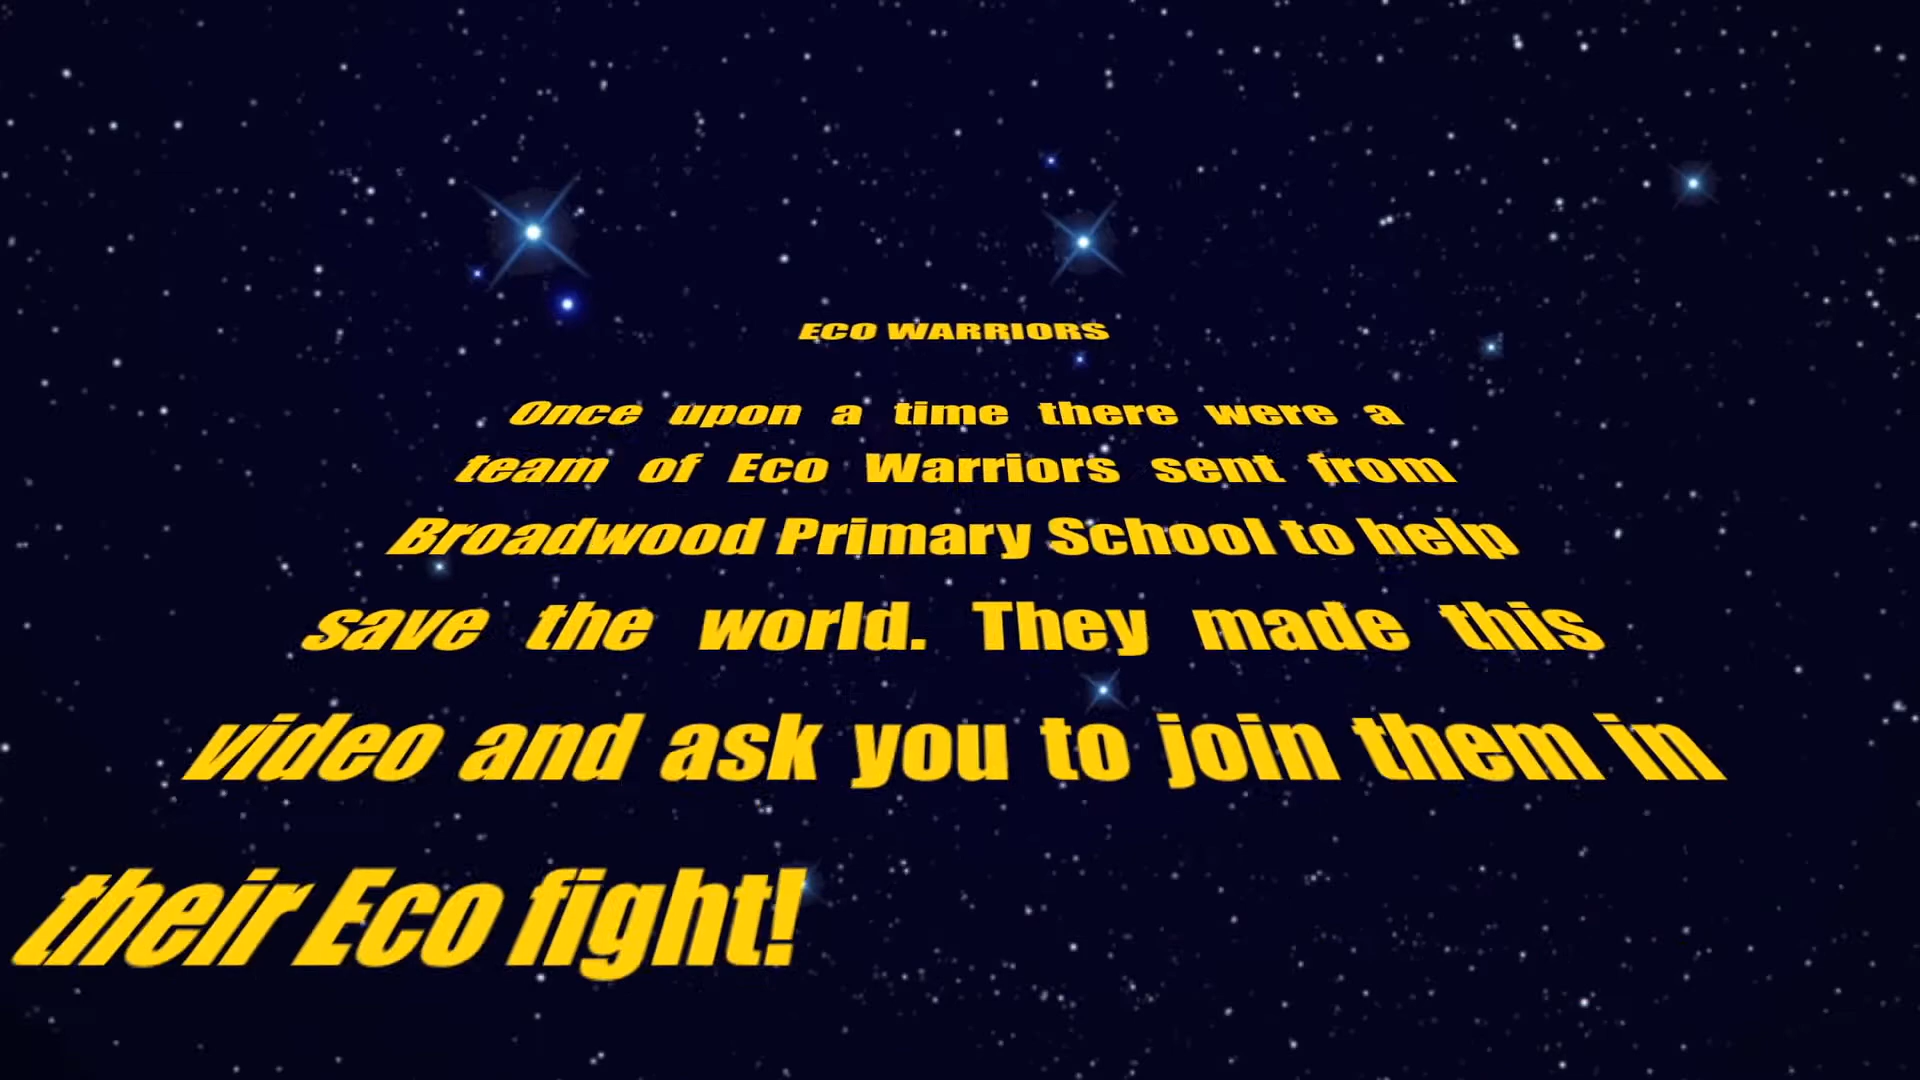 ECO WARRIORS
Once upon a time there were a
team of Eco Warriors sent from
Broadwood Primary School to help
save the world. They made this
video and ask you to join them in
their Eco fight!